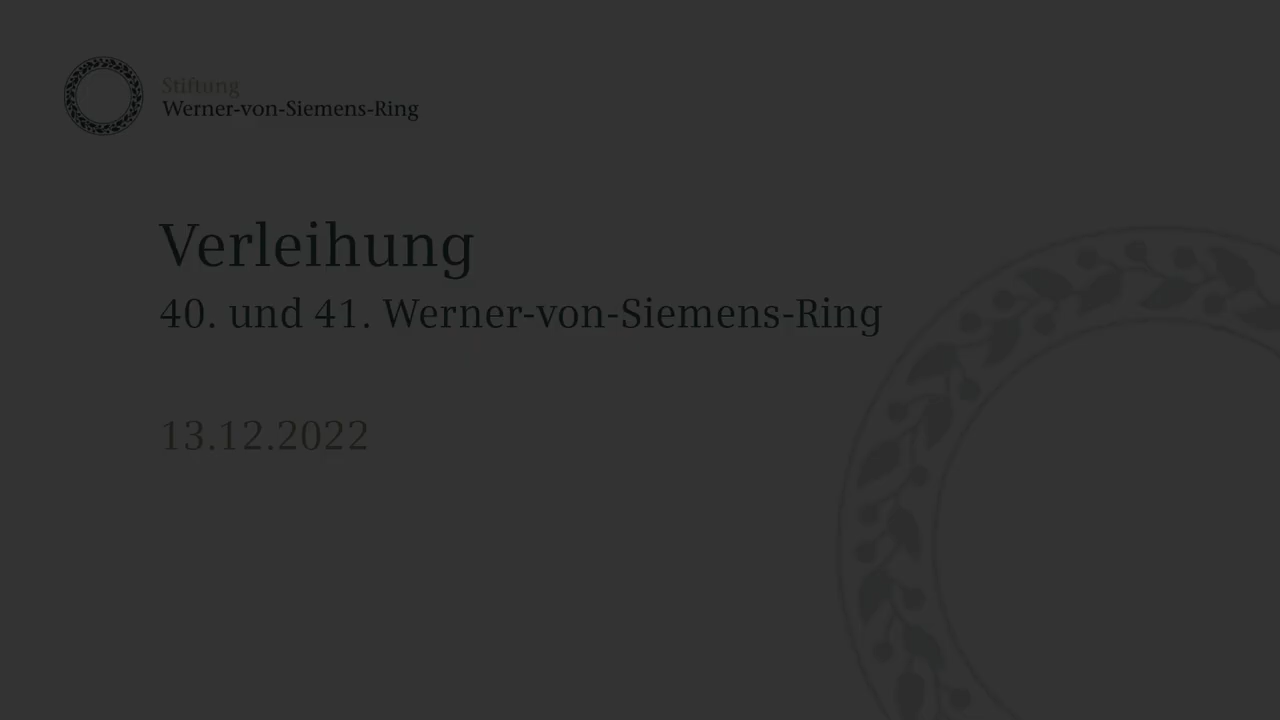 Stiftung
Werner-von-Siemens-Ring
Verleihung
40. und 41. Werner-von-Siemens-Ring
13.12.2022